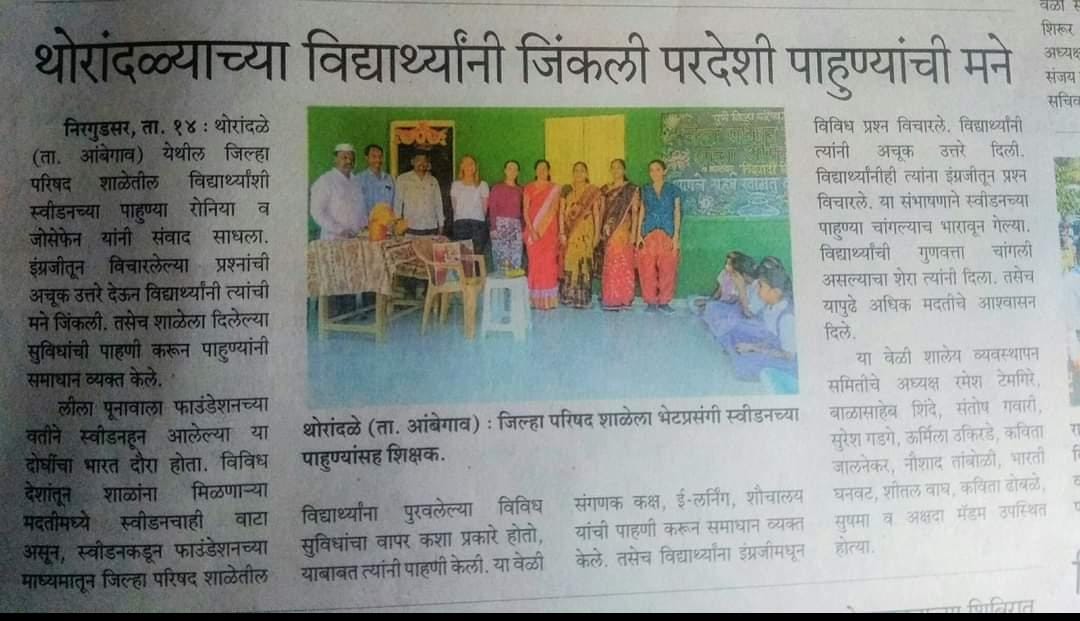 थोरांदळ्याच्या विद्यार्थ्यांनी जिंकली परदेशी पाहुण्यांची मने
निरगुडसर, ता. १४ : थोरांदळे
(ता. आंबेगाव) येथील जिल्हा
परिषद शाळेतील विद्यार्थ्यांशी
स्वीडनच्या पाहुण्या रोनिया व
जोसेफेन यांनी संवाद साधला.
इंग्रजीतून विचारलेल्या प्रश्नांची
अचूक उत्तरे देऊन विद्यार्थ्यांनी त्यांची
मने जिंकली. तसेच शाळेला दिलेल्या
सुविधांची पाहणी करून पाहुण्यांनी
समाधान व्यक्त केले.
लीला पूनावाला फाउंडेशनच्या
वतीने स्वीडनहून आलेल्या या
दोघींचा भारत दौरा होता. विविध
देशांतून शाळांना मिळणाऱ्या
मदतीमध्ये स्वीडनचाही वाटा
असून, स्वीडनकडून फाउंडेशनच्या
माध्यमातून जिल्हा परिषद शाळेतील
थोरांदळे (ता. आंबेगाव) : जिल्हा परिषद शाळेला भेटप्रसंगी स्वीडनच्या
पाहुण्यांसह शिक्षक.
विद्यार्थ्यांना पुरवलेल्या विविध
सुविधांचा वापर कशा प्रकारे होतो,
याबाबत त्यांनी पाहणी केली. या वेळी
संगणक कक्ष, ई-लर्निंग, शौचालय
यांची पाहणी करून समाधान व्यक्त
केले. तसेच विद्यार्थ्यांना इंग्रजीमधून
विविध प्रश्न विचारले. विद्यार्थ्यांनी
त्यांनी अचूक उत्तरे दिली.
विद्यार्थ्यांनीही त्यांना इंग्रजीतून प्रश्न
विचारले. या संभाषणाने स्वीडनच्या
पाहुण्या चांगल्याच भारावून गेल्या.
विद्यार्थ्यांची गुणवत्ता चांगली
असल्याचा शेरा त्यांनी दिला. तसेच
यापुढे अधिक मदतीचे आश्वासन
दिले.
या वेळी शालेय व्यवस्थापन
समितीचे अध्यक्ष रमेश टेमगिरे,
बाळासाहेब शिंदे, संतोष गवारी,
सुरेश गडगे, ऊर्मिला ठकिरडे, कविता
जालनेकर, नौशाद तांबोळी, भारती
घनवट, शीतल वाघ, कविता ढोबळे,
सुषमा व अक्षदा मॅडम उपस्थित
होत्या.
वेळी
शिरूर
अध्यक्ष
संजय
सचिव